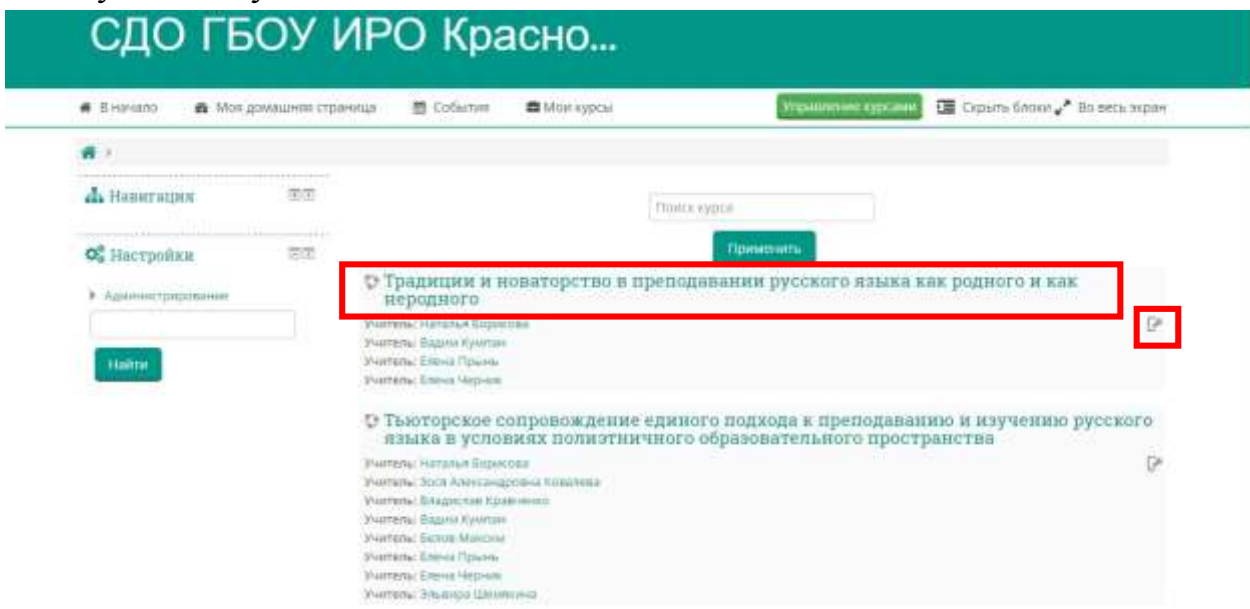 СДО ГБОУ ИРО Красно...
В начало Моя домашняя страница События Мои курсы Управление курсами Скрыть блоки Во весь экран
Навигация
Поиск курса
Применить
Настройки
Администрирование
Найти
Традиции и новаторство в преподавании русского языка как родного и как
неродного
Учитель: Наталья Борисова
Учитель: Вадим Кумпан
Учитель: Елена Прынь
Учитель: Елена Черник
Тьюторское сопровождение единого подхода к преподаванию и изучению русского
языка в условиях полиэтничного образовательного пространства
Учитель: Наталья Борисова
Учитель: Зося Александровна Ковалева
Учитель: Владислав Кравченко
Учитель: Вадим Кумпан
Учитель: Максим
Учитель: Елена Прынь
Учитель: Елена Черник
Учитель: Эльвира